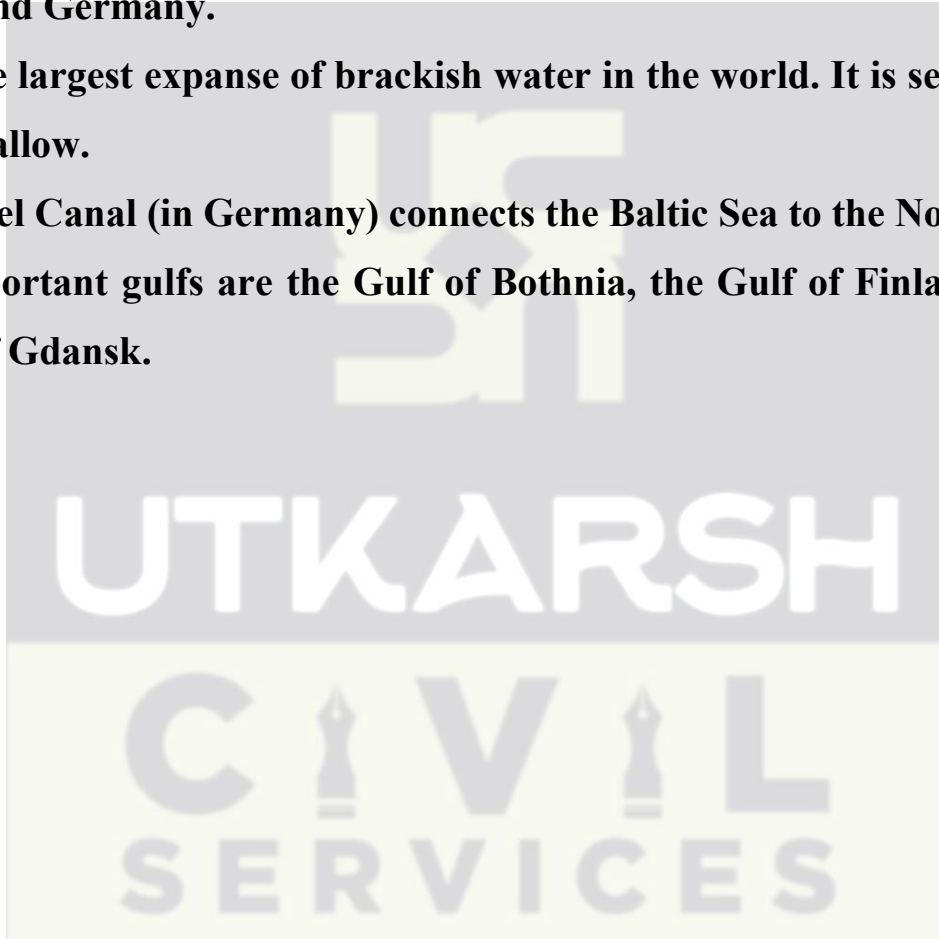 nd Germany.
largest expanse of brackish water in the world. It is se
allow.
el Canal (in Germany) connects the Baltic Sea to the No
ortant gulfs are the Gulf of Bothnia, the Gulf of Finla
Gdansk.
UTKARSH
CIVIL
SERVICES